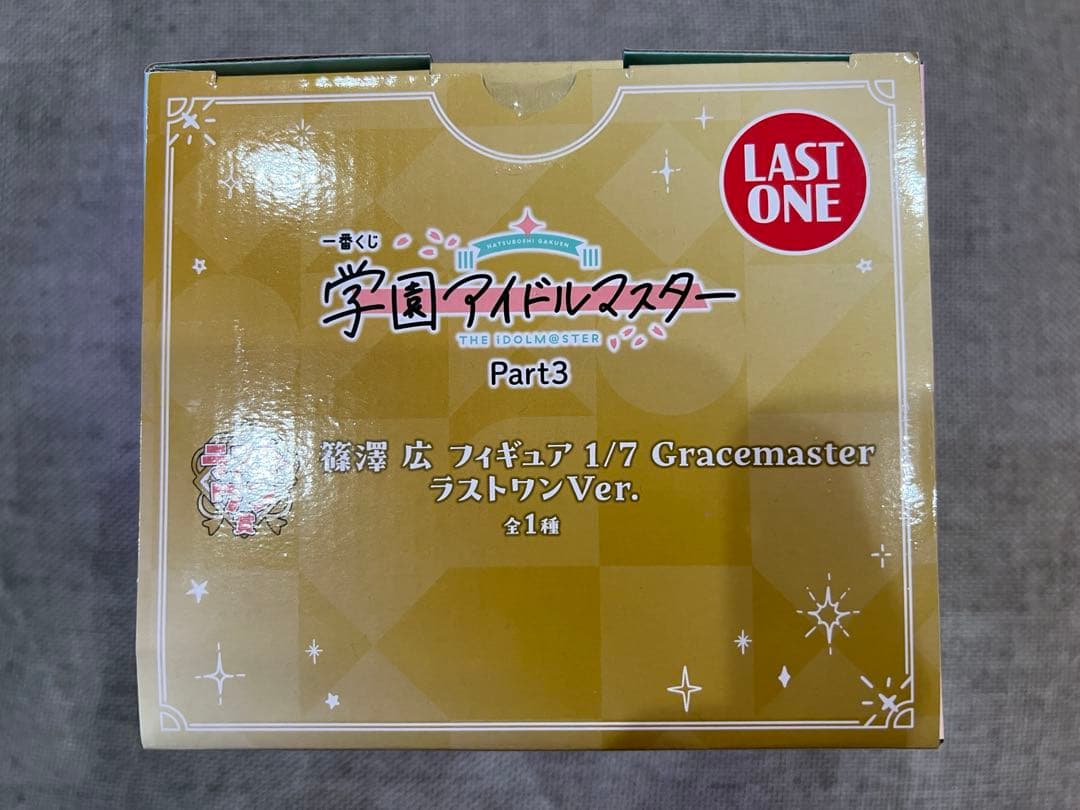 LAST
ONE
一番くじ
HATSUBOSHI GAKUEN
学園アイドルマスター
THE iDOLM@STER
Part3
篠澤 広 フィギュア 1/7 Gracemaster
ラストワンVer.
全1種
賞